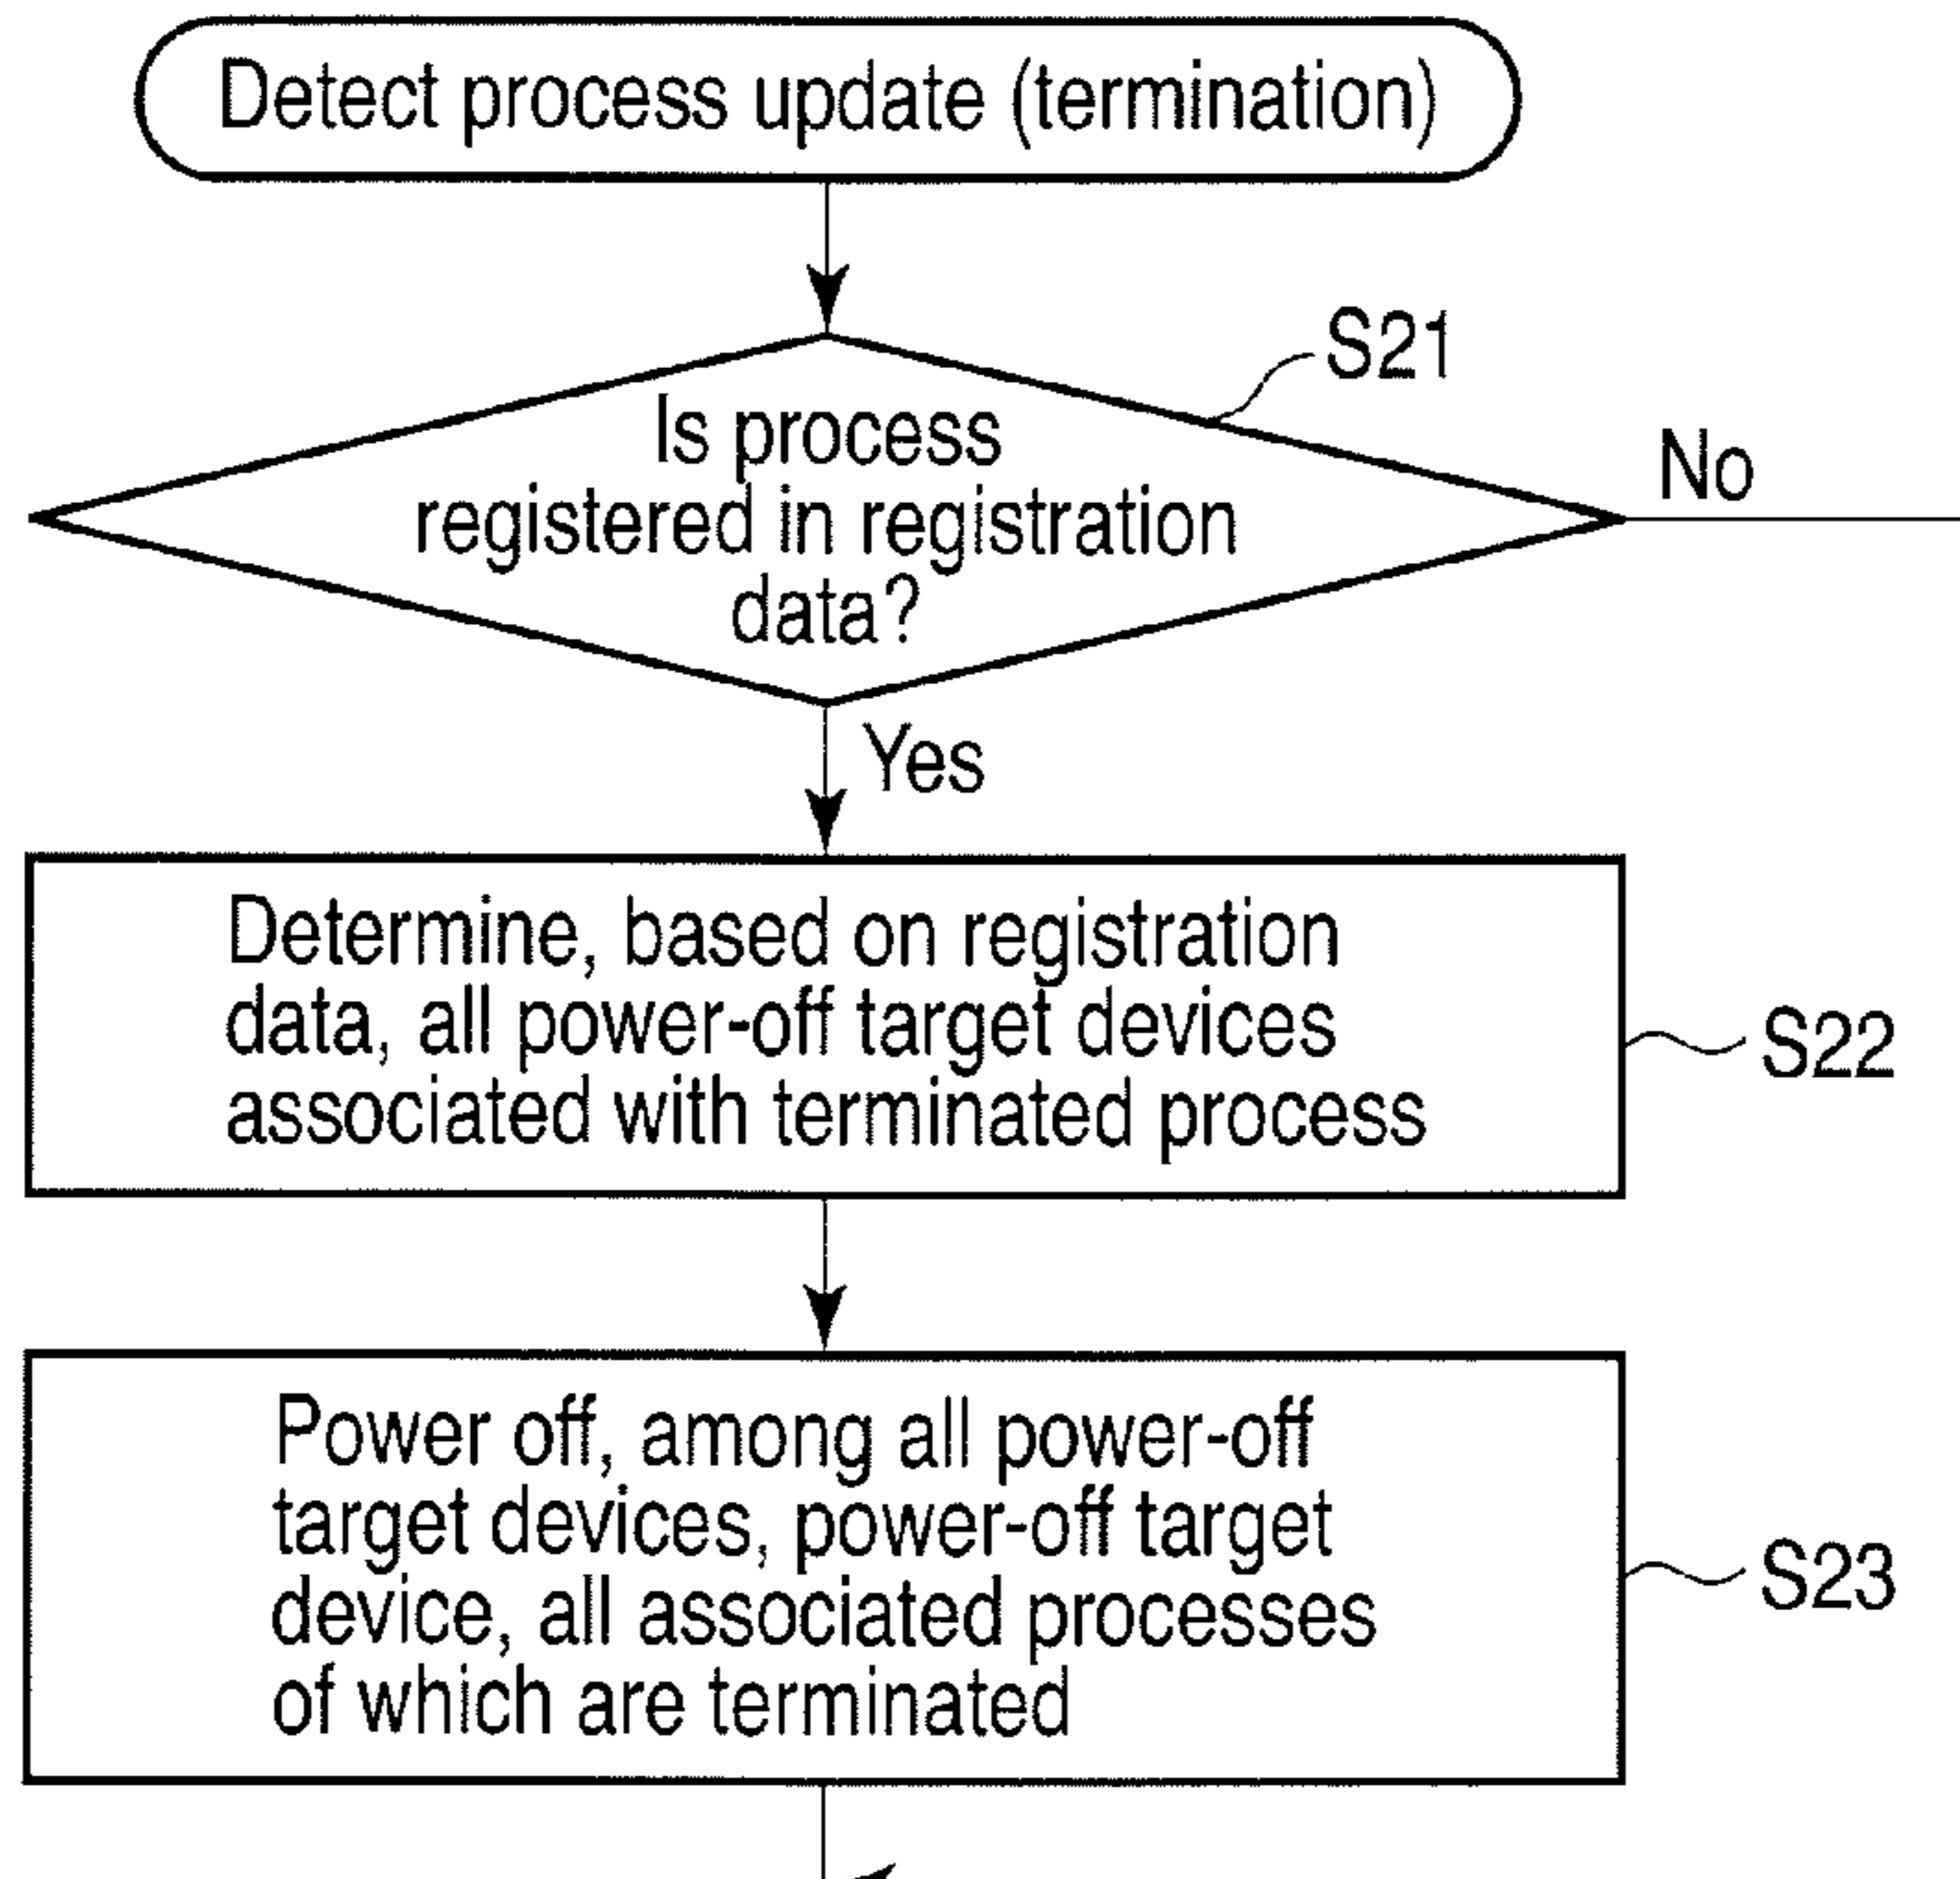 Detect process update (termination)
S21
Is process
registered in registration
data?
No
Yes
Determine, based on registration
data, all power-off target devices
associated with terminated process
S22
Power off, among all power-off
target devices, power-off target
device, all associated processes
of which are terminated
S23